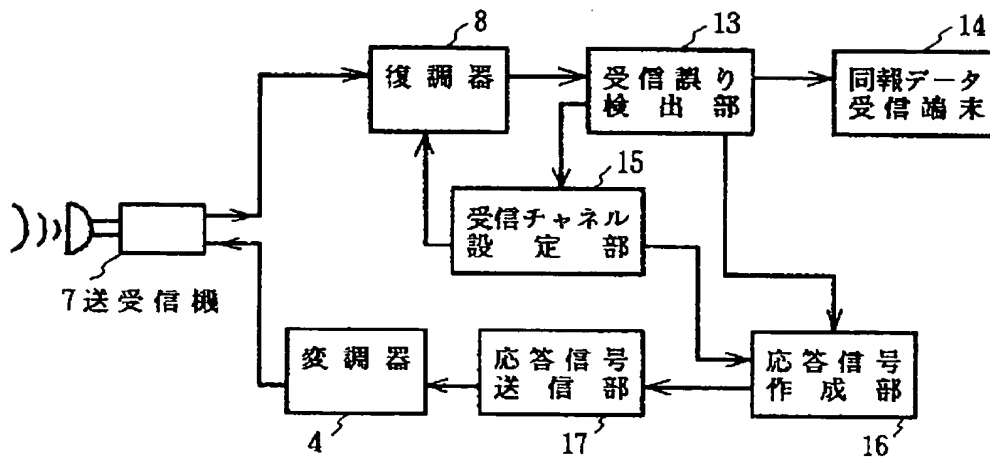 8
13
14
復調器
受信誤り
検出部
同報データ
受信端末
15
受信チャネル
設定部
7送受信機
変調器
応答信号
送信部
応答信号
作成部
4
17
16